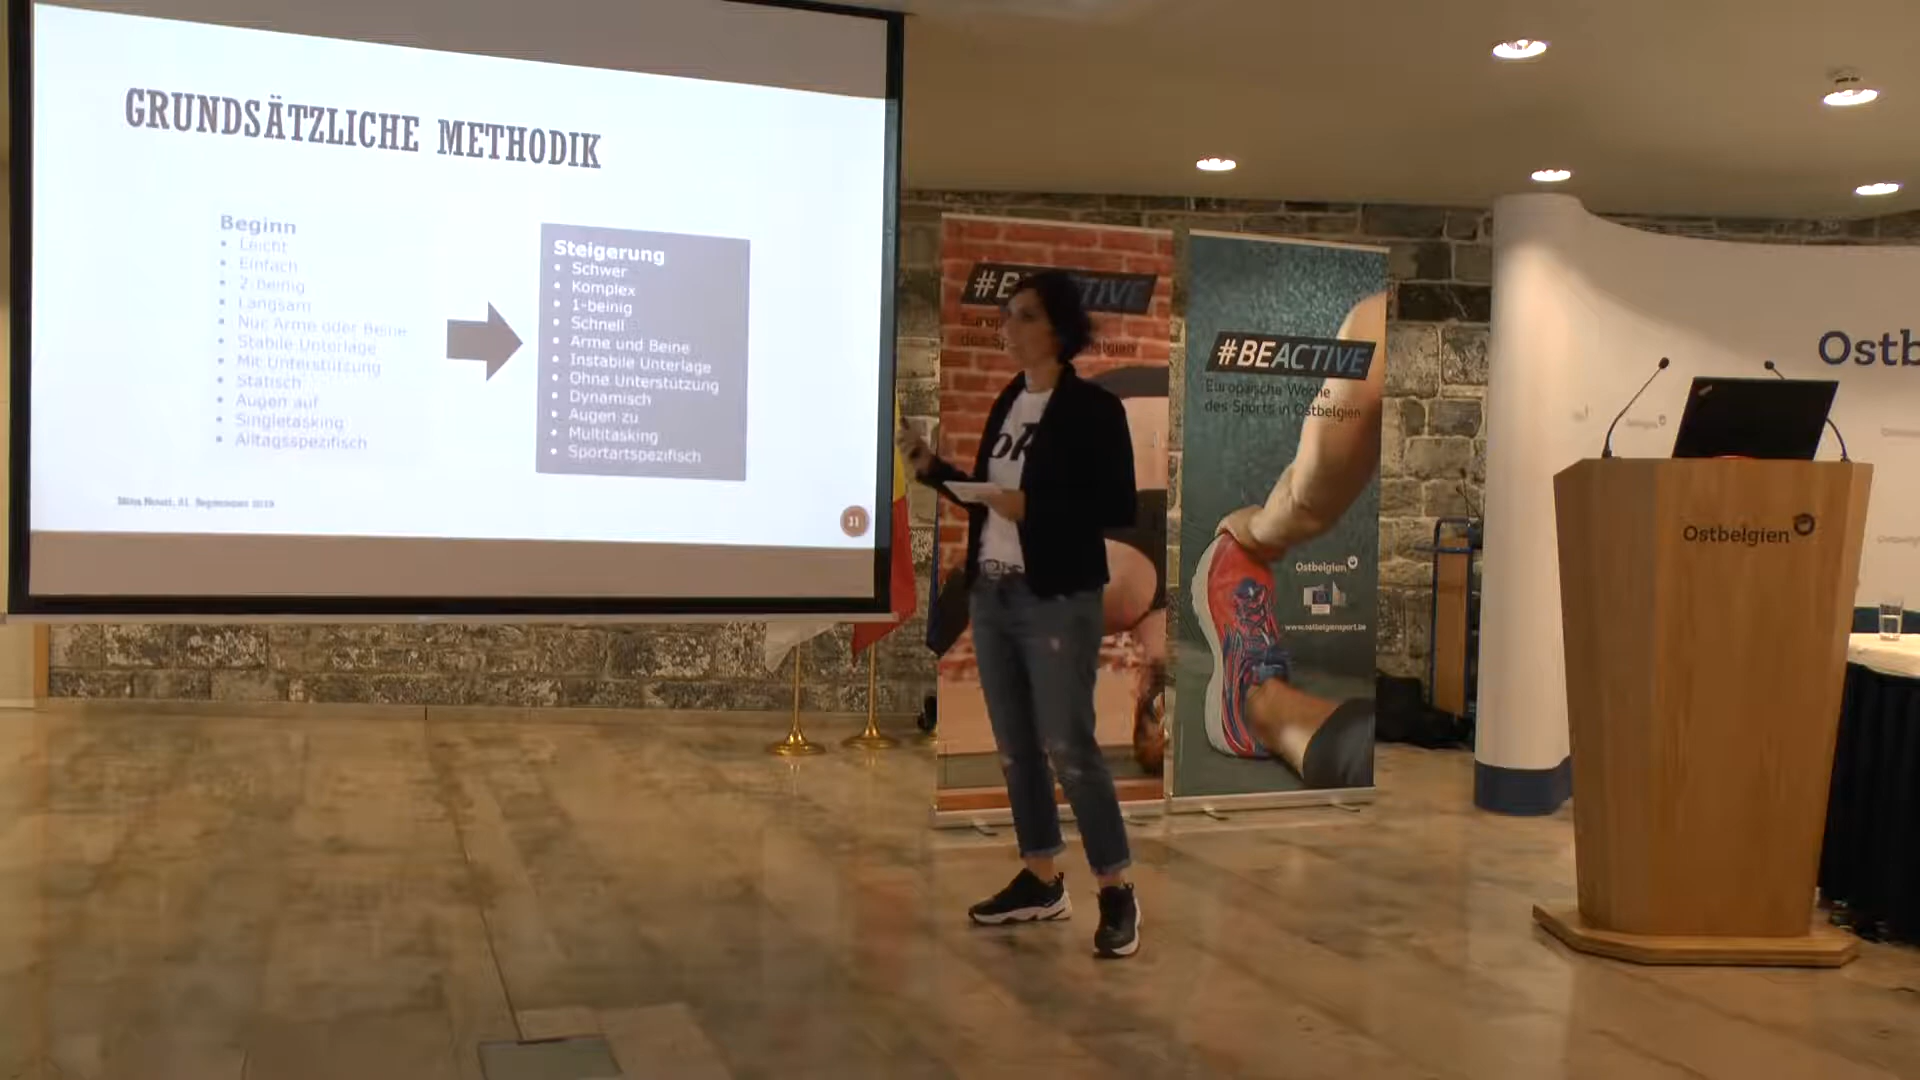 GRUNDSÄTZLICHE METHODIK
Beginn
• Leicht
• Einfach
• 2-beinig
• Langsam
• Nur Arme oder Beine
• Stabile Unterlage
• Mit Unterstützung
• Statisch
• Augen auf
• Singletasking
• Alltagsspezifisch
Steigerung
• Schwer
• Komplex
• 1-beinig
• Schnell
• Arme und Beine
• Instabile Unterlage
• Ohne Unterstützung
• Dynamisch
• Augen zu
• Multitasking
• Sportartspezifisch
31
#BEACTIVE
Europäische Woche
des Sports in Ostbelgien
Ostbelgien
www.ostbelgiensport.be
Ostb
Ostbelgien